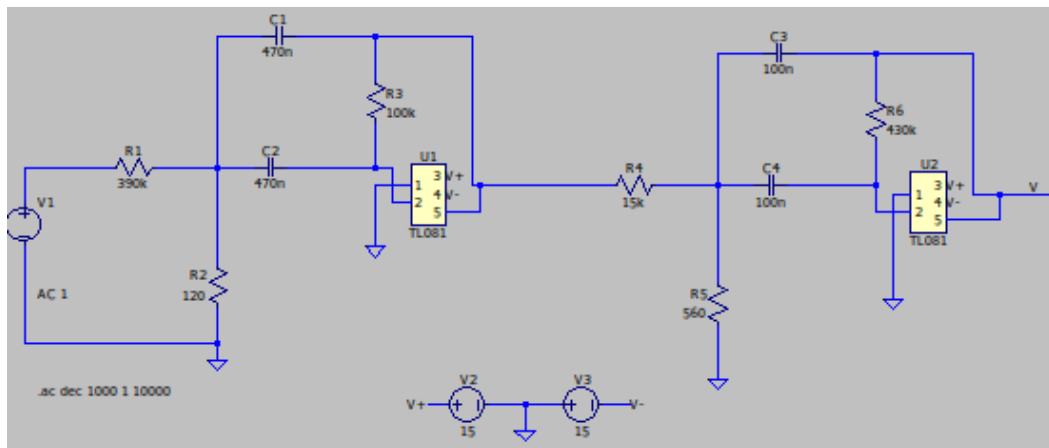 C1
470n
R3
100k
C2
470n
R1
390k
V1
AC 1
R2
120
U1
1
2
3
4
5
V+
V-
TL081
R4
15k
C3
100n
R6
430k
C4
100n
R5
560
U2
1
2
3
4
5
V+
V-
TL081
V
.ac dec 1000 1 10000
V+
V2
15
V3
15
V-